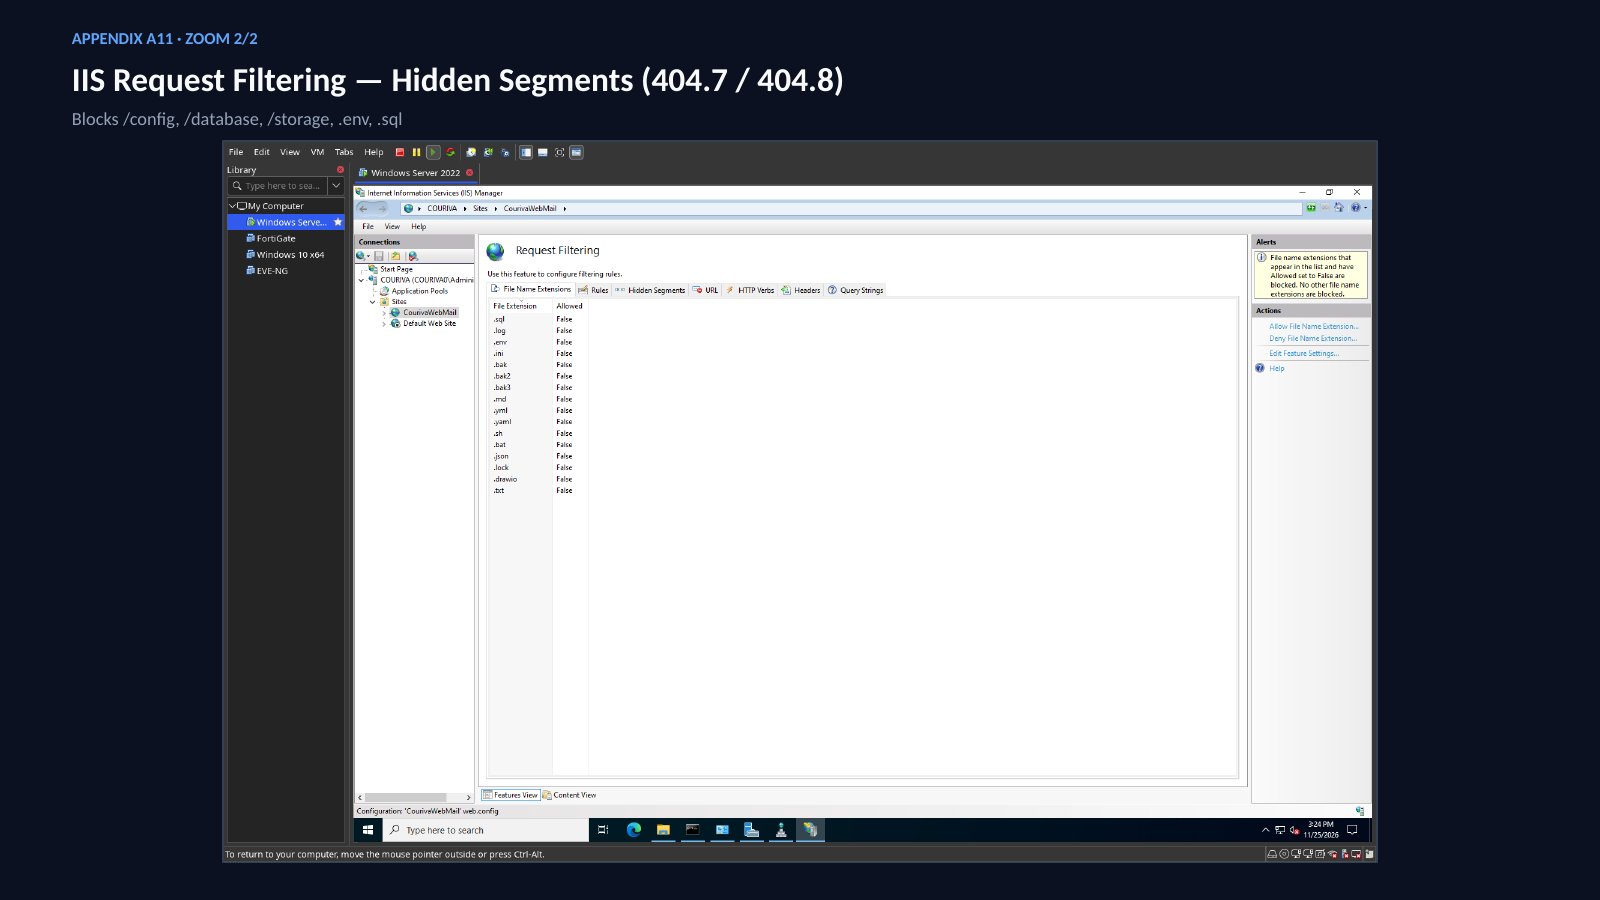 APPENDIX A11 · ZOOM 2/2
IIS Request Filtering — Hidden Segments (404.7 / 404.8)
Blocks /config, /database, /storage, .env, .sql
File Edit View VM Tabs Help
Library
Windows Server 2022
Type here to sea...
My Computer
Windows Serve...
FortiGate
Windows 10 x64
EVE-NG
Internet Information Services (IIS) Manager
COURIVA Sites CourivaWebMail
File View Help
Connections
Start Page
COURIVA (COURIVA0\Admini
Application Pools
Sites
CourivaWebMail
Default Web Site
Request Filtering
Use this feature to configure filtering rules.
File Name Extensions Rules Hidden Segments URL HTTP Verbs Headers Query Strings
File Extension Allowed
.sql False
.log False
.env False
.ini False
.bak False
.bak2 False
.bak3 False
.md False
.yml False
.yaml False
.sh False
.bat False
.json False
.lock False
.drawio False
.txt False
Alerts
File name extensions that
appear in the list and have
Allowed set to False are
blocked. No other file name
extensions are blocked.
Actions
Allow File Name Extension...
Deny File Name Extension...
Edit Feature Settings...
Help
Features View Content View
Configuration: 'CourivaWebMail' web.config
Type here to search
3:24 PM
11/25/2026
To return to your computer, move the mouse pointer outside or press Ctrl-Alt.